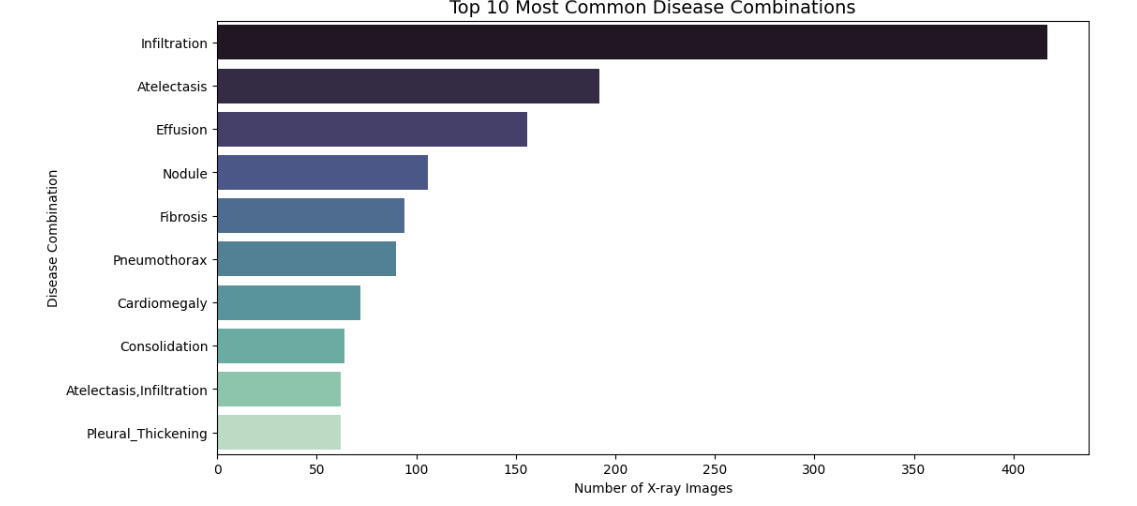 Top 10 Most Common Disease Combinations
Disease Combination
Infiltration
Atelectasis
Effusion
Nodule
Fibrosis
Pneumothorax
Cardiomegaly
Consolidation
Atelectasis,Infiltration
Pleural_Thickening
0 50 100 150 200 250 300 350 400
Number of X-ray Images